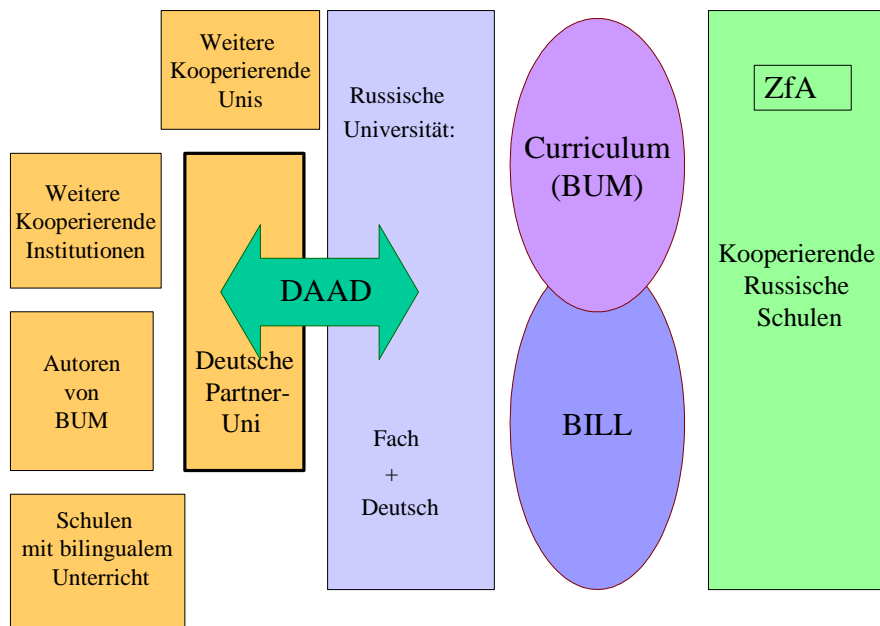 Weitere
Kooperierende
Unis
Weitere
Kooperierende
Institutionen
Autoren
von
BUM
Schulen
mit bilingualem
Unterricht
DAAD
Deutsche
Partner-
Uni
Russische
Universität:
Fach
+
Deutsch
Curriculum
(BUM)
BILL
ZfA
Kooperierende
Russische
Schulen